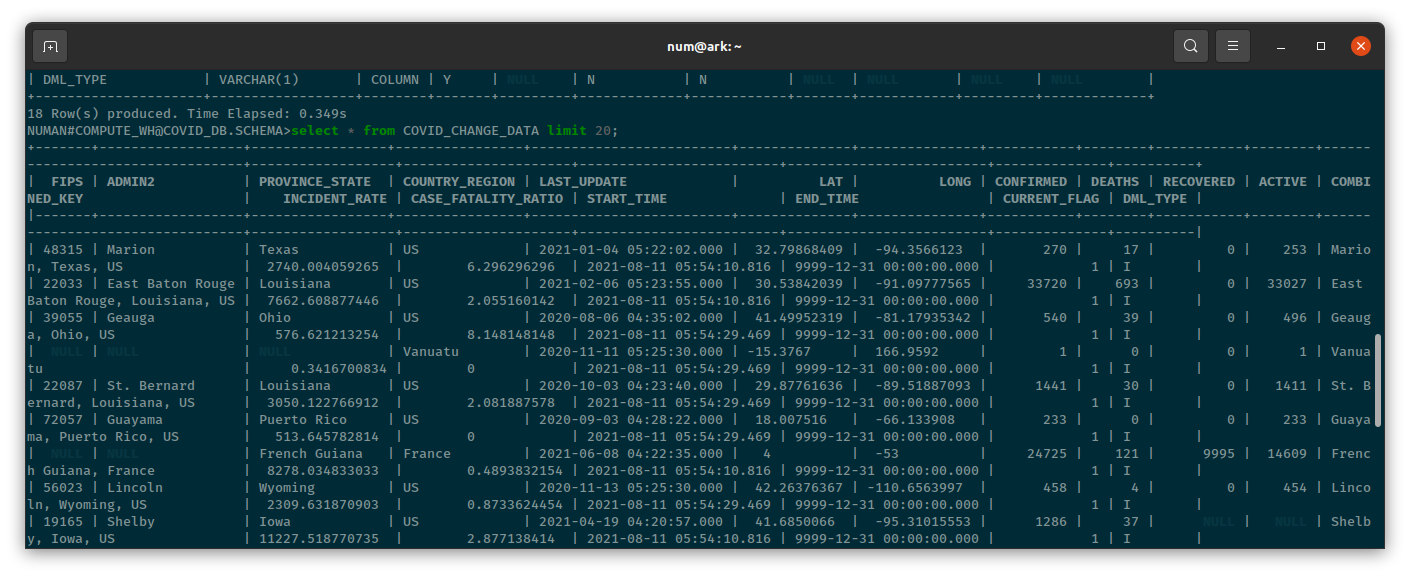 num@ark: ~
| DML_TYPE | VARCHAR(1) | COLUMN | Y | NULL | N | N | NULL | NULL | NULL | NULL |
18 Row(s) produced. Time Elapsed: 0.349s
NUMAN#COMPUTE_WH@COVID_DB.SCHEMA>select * from COVID_CHANGE_DATA limit 20;
| FIPS | ADMIN2 | PROVINCE_STATE | COUNTRY_REGION | LAST_UPDATE | LAT | LONG | CONFIRMED | DEATHS | RECOVERED | ACTIVE | COMBI
NED_KEY | INCIDENT_RATE | CASE_FATALITY_RATIO | START_TIME | END_TIME | CURRENT_FLAG | DML_TYPE |
| 48315 | Marion | Texas | US | 2021-01-04 05:22:02.000 | 32.79868409 | -94.3566123 | 270 | 17 | 0 | 253 | Mario
n, Texas, US | 2740.004059265 | 6.296296296 | 2021-08-11 05:54:10.816 | 9999-12-31 00:00:00.000 | 1 | I |
| 22033 | East Baton Rouge | Louisiana | US | 2021-02-06 05:23:55.000 | 30.53842039 | -91.09777565 | 33720 | 693 | 0 | 33027 | East
Baton Rouge, Louisiana, US | 7662.608877446 | 2.055160142 | 2021-08-11 05:54:10.816 | 9999-12-31 00:00:00.000 | 1 | I |
| 39055 | Geauga | Ohio | US | 2020-08-06 04:35:02.000 | 41.49952319 | -81.17935342 | 540 | 39 | 0 | 496 | Geaug
a, Ohio, US | 576.621213254 | 8.148148148 | 2021-08-11 05:54:29.469 | 9999-12-31 00:00:00.000 | 1 | I |
| NULL | NULL | NULL | Vanuatu | 2020-11-11 05:25:30.000 | -15.3767 | 166.9592 | 1 | 0 | 0 | 1 | Vanua
tu | 0.3416700834 | 0 | 2021-08-11 05:54:29.469 | 9999-12-31 00:00:00.000 | 1 | I |
| 22087 | St. Bernard | Louisiana | US | 2020-10-03 04:23:40.000 | 29.87761636 | -89.51887093 | 1441 | 30 | 0 | 1411 | St. B
ernard, Louisiana, US | 3050.122766912 | 2.081887578 | 2021-08-11 05:54:29.469 | 9999-12-31 00:00:00.000 | 1 | I |
| 72057 | Guayama | Puerto Rico | US | 2020-09-03 04:28:22.000 | 18.007516 | -66.133908 | 233 | 0 | 0 | 233 | Guaya
ma, Puerto Rico, US | 513.645782814 | 0 | 2021-08-11 05:54:29.469 | 9999-12-31 00:00:00.000 | 1 | I |
| NULL | NULL | French Guiana | France | 2021-06-08 04:22:35.000 | 4 | -53 | 24725 | 121 | 9995 | 14609 | Frenc
h Guiana, France | 8278.034833033 | 0.4893832154 | 2021-08-11 05:54:10.816 | 9999-12-31 00:00:00.000 | 1 | I |
| 56023 | Lincoln | Wyoming | US | 2020-11-13 05:25:30.000 | 42.26376367 | -110.6563997 | 458 | 4 | 0 | 454 | Linco
ln, Wyoming, US | 2309.631870903 | 0.8733624454 | 2021-08-11 05:54:29.469 | 9999-12-31 00:00:00.000 | 1 | I |
| 19165 | Shelby | Iowa | US | 2021-04-19 04:20:57.000 | 41.6850066 | -95.31015553 | 1286 | 37 | NULL | NULL | Shelb
y, Iowa, US | 11227.518770735 | 2.877138414 | 2021-08-11 05:54:10.816 | 9999-12-31 00:00:00.000 | 1 | I |